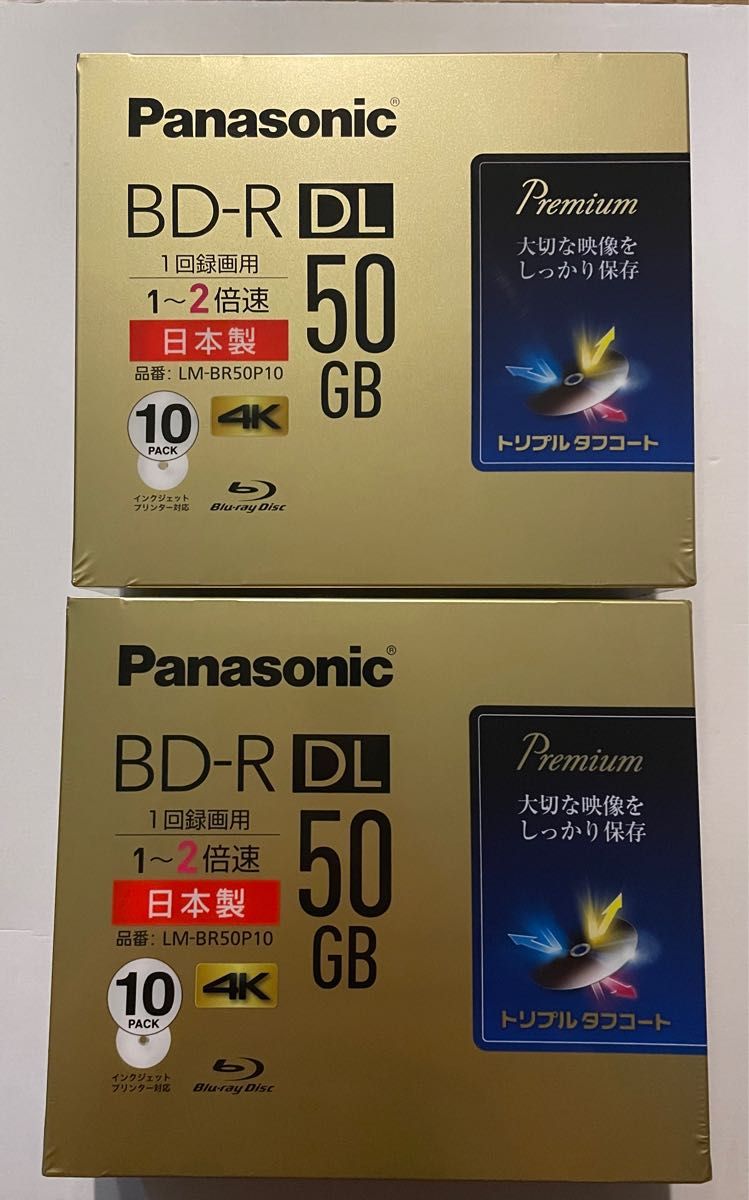 Panasonic®
BD-R DL
1回録画用
1～2倍速
50
GB
日本製
品番: LM-BR50P10
10
PACK
4K
インクジェット
プリンター対応
Blu-ray Disc
Premium
大切な映像を
しっかり保存
トリプルタフコート
Panasonic®
BD-R DL
1回録画用
1～2倍速
50
GB
日本製
品番: LM-BR50P10
10
PACK
4K
インクジェット
プリンター対応
Blu-ray Disc
Premium
大切な映像を
しっかり保存
トリプルタフコート